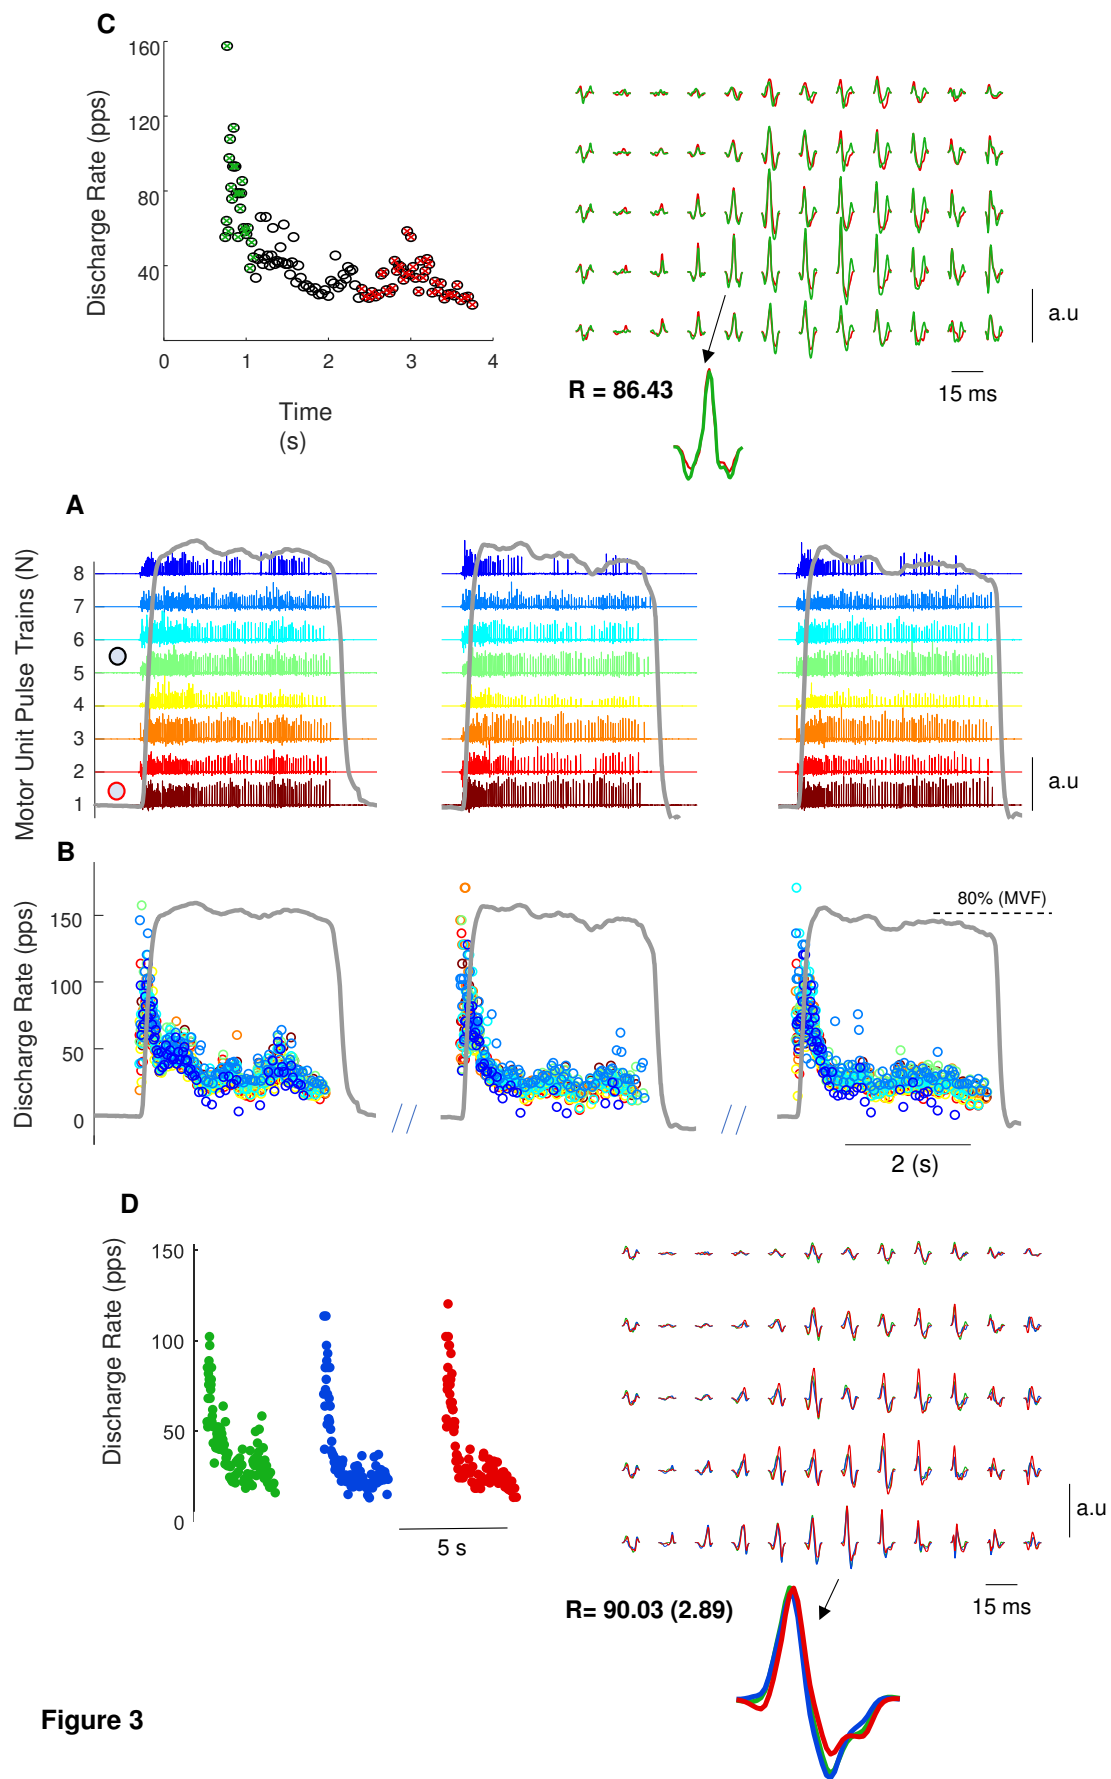 C
160
120
80
40
Discharge Rate (pps)
0
1
2
3
4
Time
(s)
a.u
15 ms
R = 86.43
A
Motor Unit Pulse Trains (N)
8
7
6
5
4
3
2
1
a.u
B
Discharge Rate (pps)
150
100
50
0
80% (MVF)
2 (s)
D
Discharge Rate (pps)
150
100
50
0
5 s
a.u
15 ms
R= 90.03 (2.89)
Figure 3